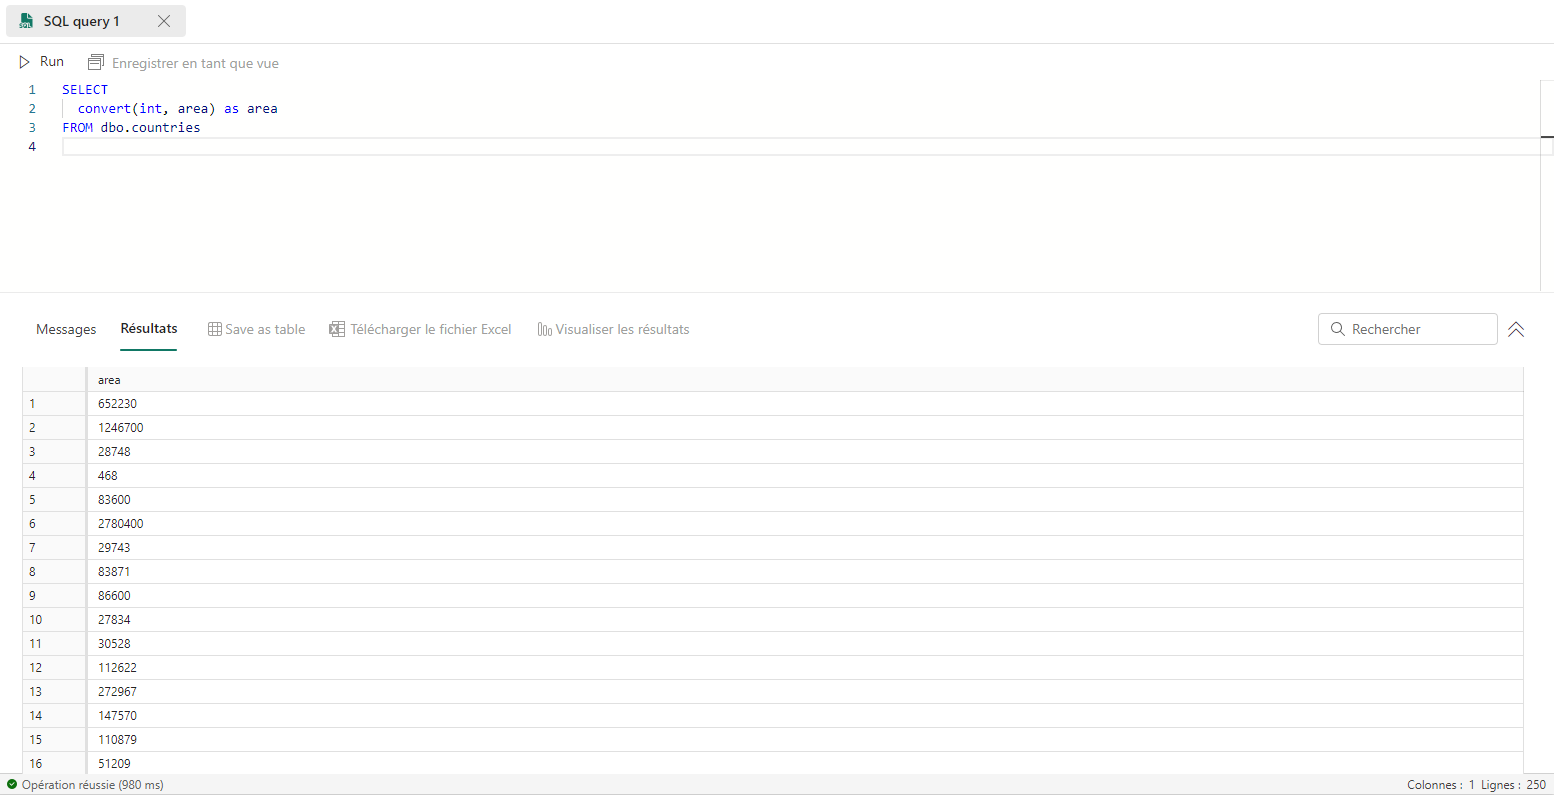 SQL query 1
Run Enregistrer en tant que vue
1 SELECT
2 convert(int, area) as area
3 FROM dbo.countries
4
Messages Résultats Save as table Télécharger le fichier Excel Visualiser les résultats Rechercher
area
1 652230
2 1246700
3 28748
4 468
5 83600
6 2780400
7 29743
8 83871
9 86600
10 27834
11 30528
12 112622
13 272967
14 147570
15 110879
16 51209
Opération réussie (980 ms) Colonnes : 1 Lignes : 250